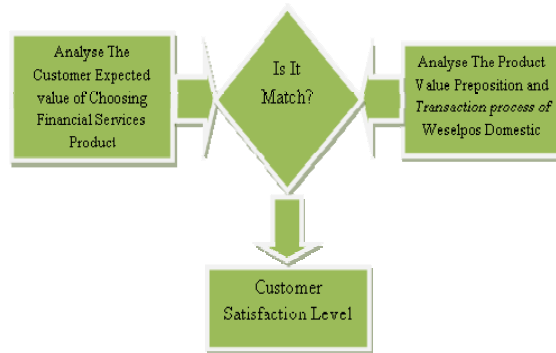 Analyse The
Customer Expected
value of Choosing
Financial Services
Product
Is It
Match?
Analyse The Product
Value Preposition and
Transaction process of
Weselpos Domestic
Customer
Satisfaction Level